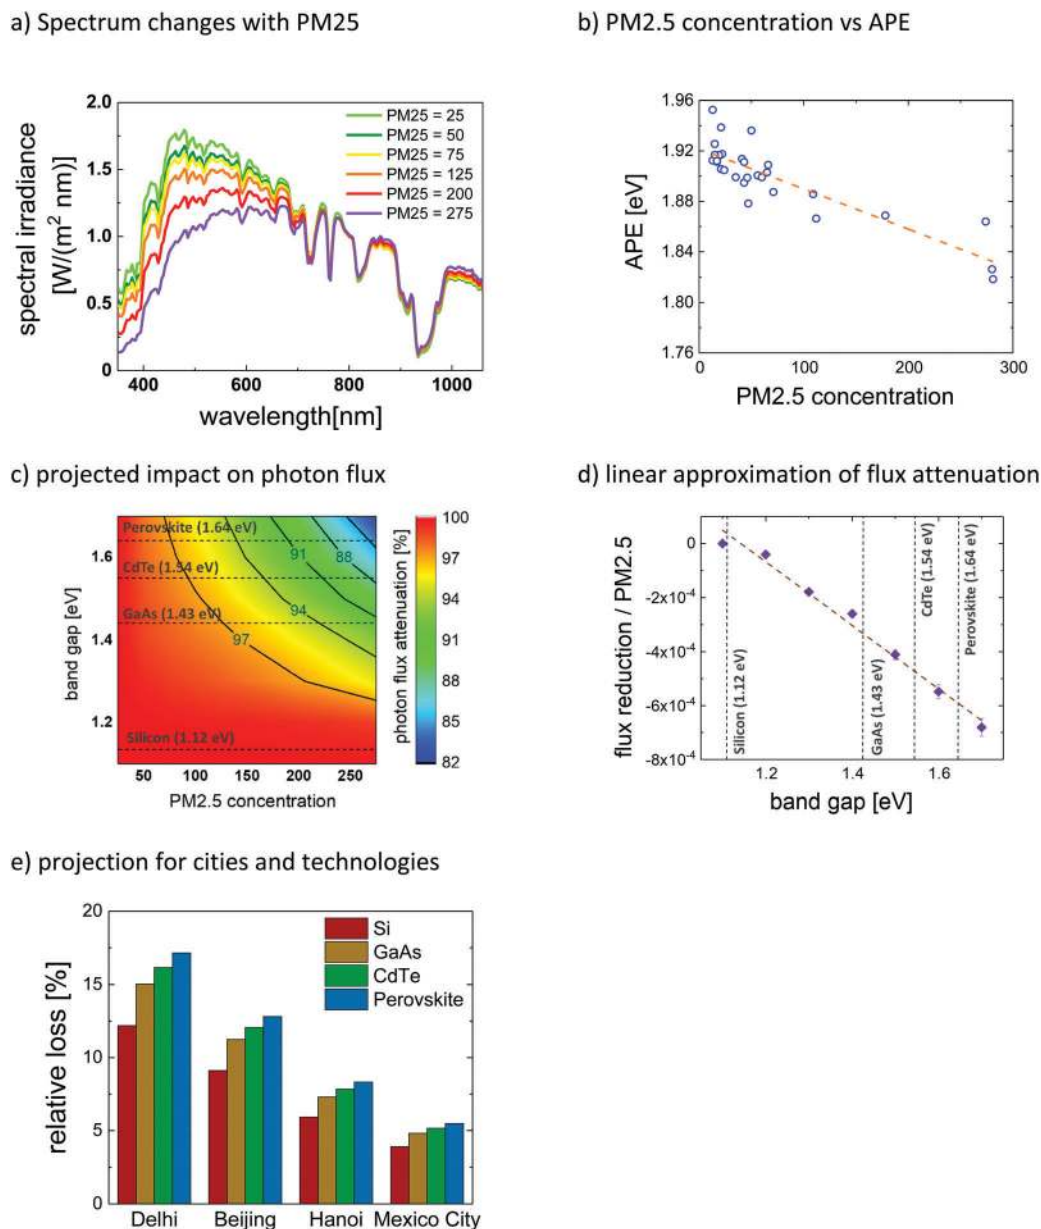 a) Spectrum changes with PM25
spectral irradiance
[W/(m² nm)]
2.0
1.5
1.0
0.5
0
PM25 = 25
PM25 = 50
PM25 = 75
PM25 = 125
PM25 = 200
PM25 = 275
400
600
800
1000
wavelength[nm]
b) PM2.5 concentration vs APE
APE [eV]
1.96
1.92
1.88
1.84
1.80
1.76
0
100
200
300
PM2.5 concentration
c) projected impact on photon flux
band gap [eV]
1.6
1.4
1.2
Perovskite (1.64 eV)
CdTe (1.54 eV)
GaAs (1.43 eV)
Silicon (1.12 eV)
91
88
94
97
50
100
150
200
250
PM2.5 concentration
photon flux attenuation [%]
100
97
94
91
88
85
82
d) linear approximation of flux attenuation
flux reduction / PM2.5
0
-2x10⁻⁴
-4x10⁻⁴
-6x10⁻⁴
-8x10⁻⁴
Silicon (1.12 eV)
GaAs (1.43 eV)
CdTe (1.54 eV)
Perovskite (1.64 eV)
1.2
1.4
1.6
band gap [eV]
e) projection for cities and technologies
relative loss [%]
20
15
10
5
0
Si
GaAs
CdTe
Perovskite
Delhi
Beijing
Hanoi
Mexico City